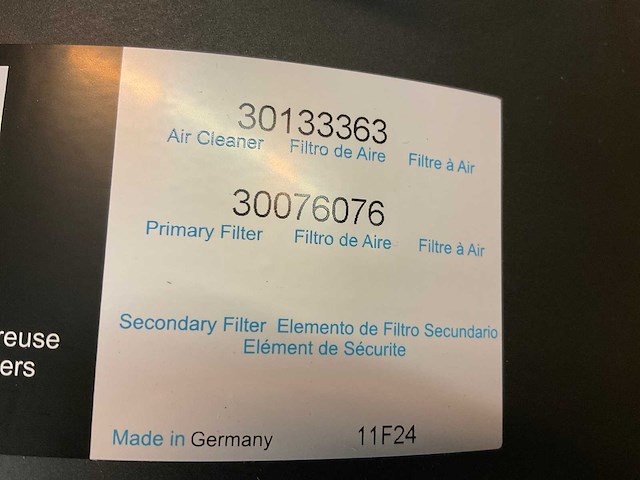 30133363
Air Cleaner Filtro de Aire Filtre à Air
30076076
Primary Filter Filtro de Aire Filtre à Air
Secondary Filter Elemento de Filtro Secundario
Elément de Sécurite
reuse
ers
Made in Germany 11F24